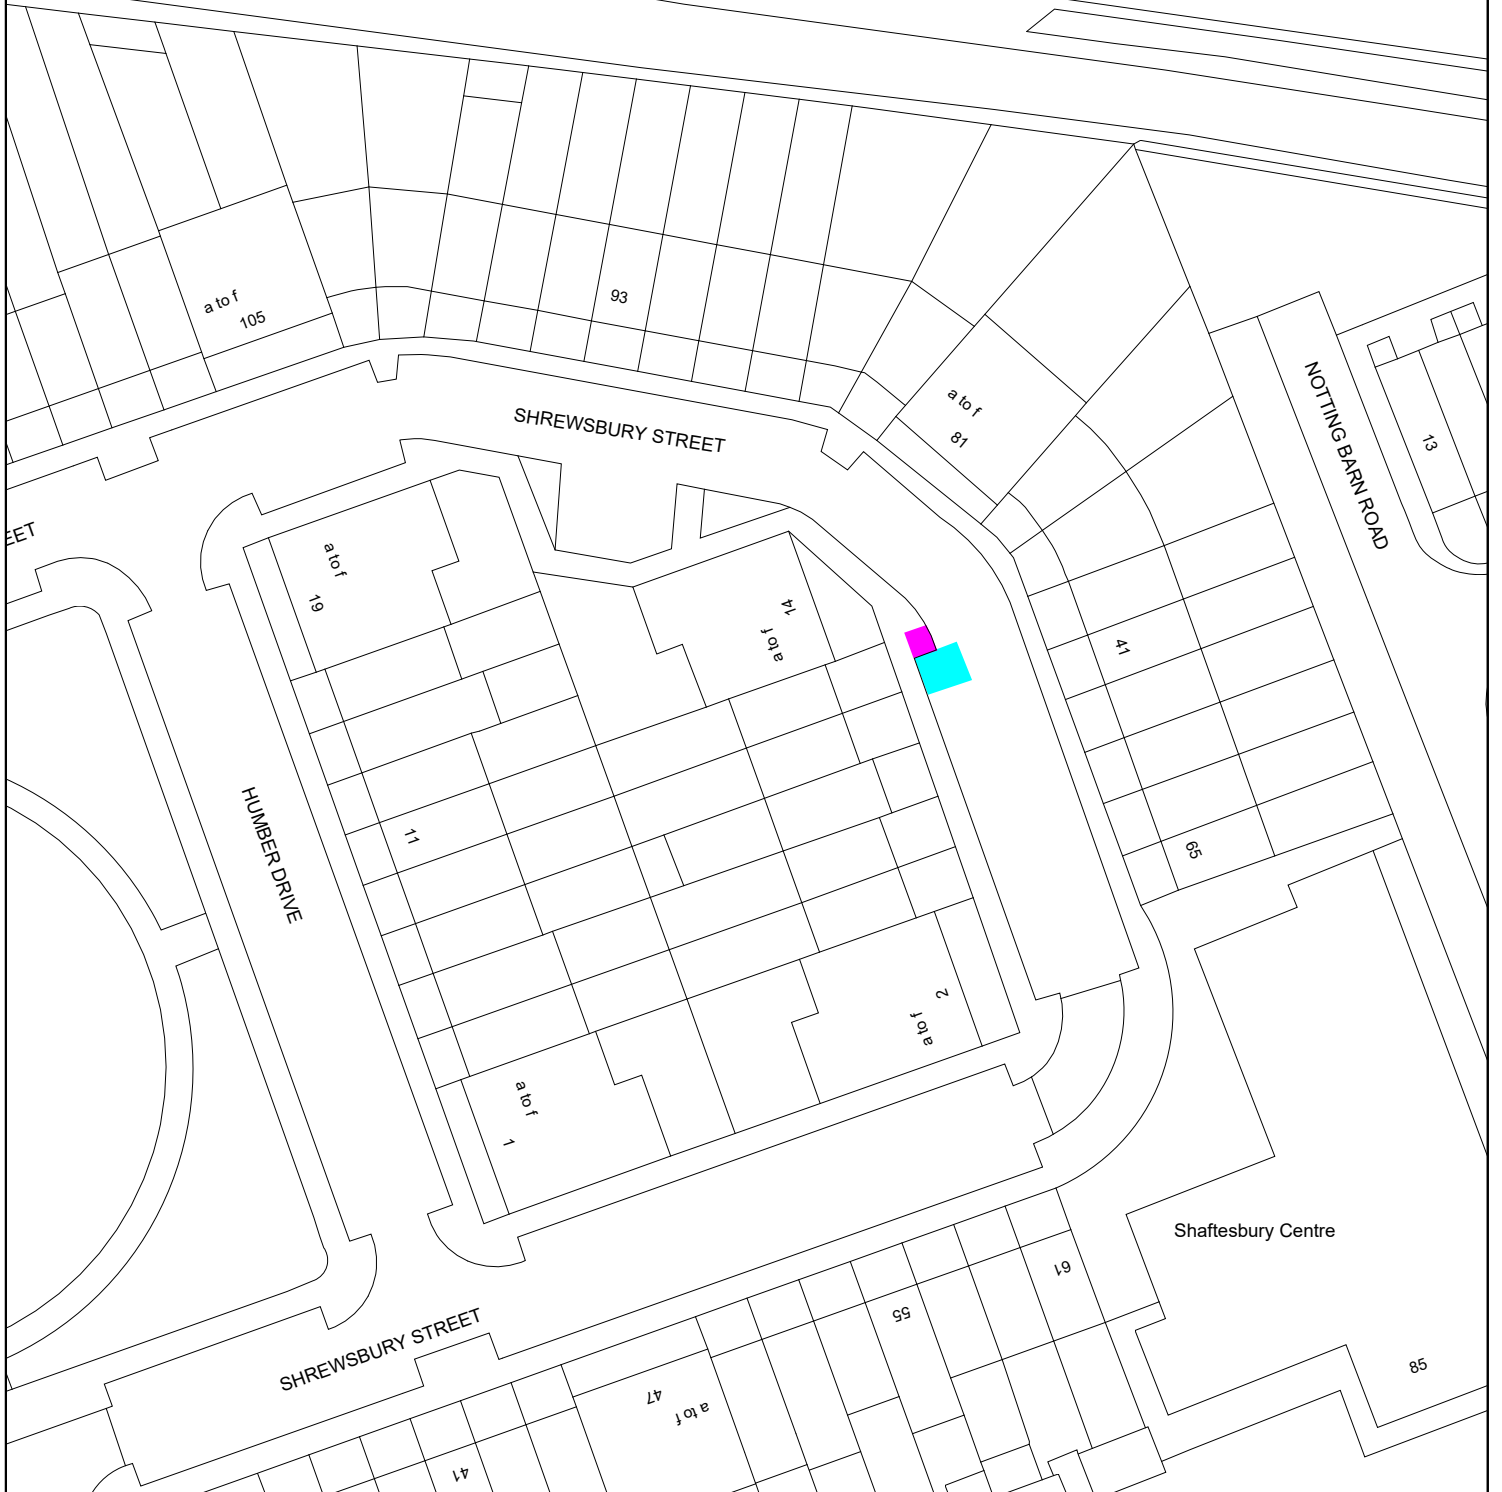 93
a to f
105
SHREWSBURY STREET
a to f
81
NOTTING BARN ROAD
13
EET
a to f
19
14
a to f
41
HUMBER DRIVE
11
65
2
a to f
a to f
1
Shaftesbury Centre
61
55
SHREWSBURY STREET
47
a to f
85
41